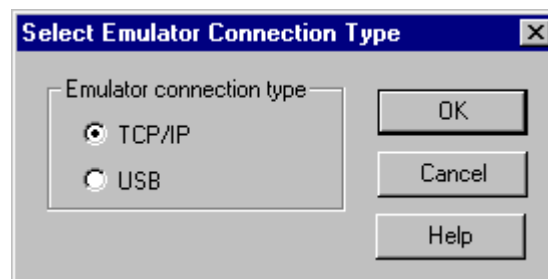 Select Emulator Connection Type
Emulator connection type
TCP/IP
USB
OK
Cancel
Help